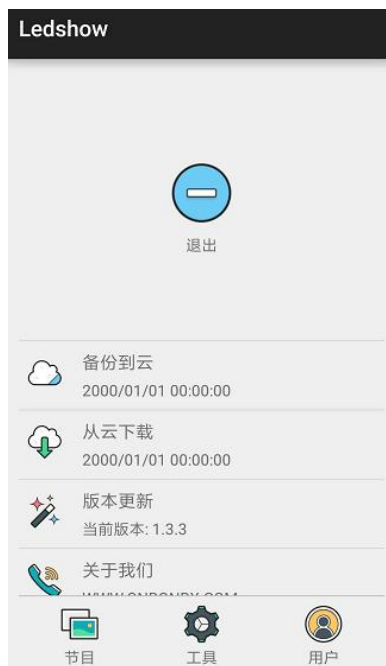 Ledshow
退出
备份到云
2000/01/01 00:00:00
从云下载
2000/01/01 00:00:00
版本更新
当前版本: 1.3.3
关于我们
节目
工具
用户